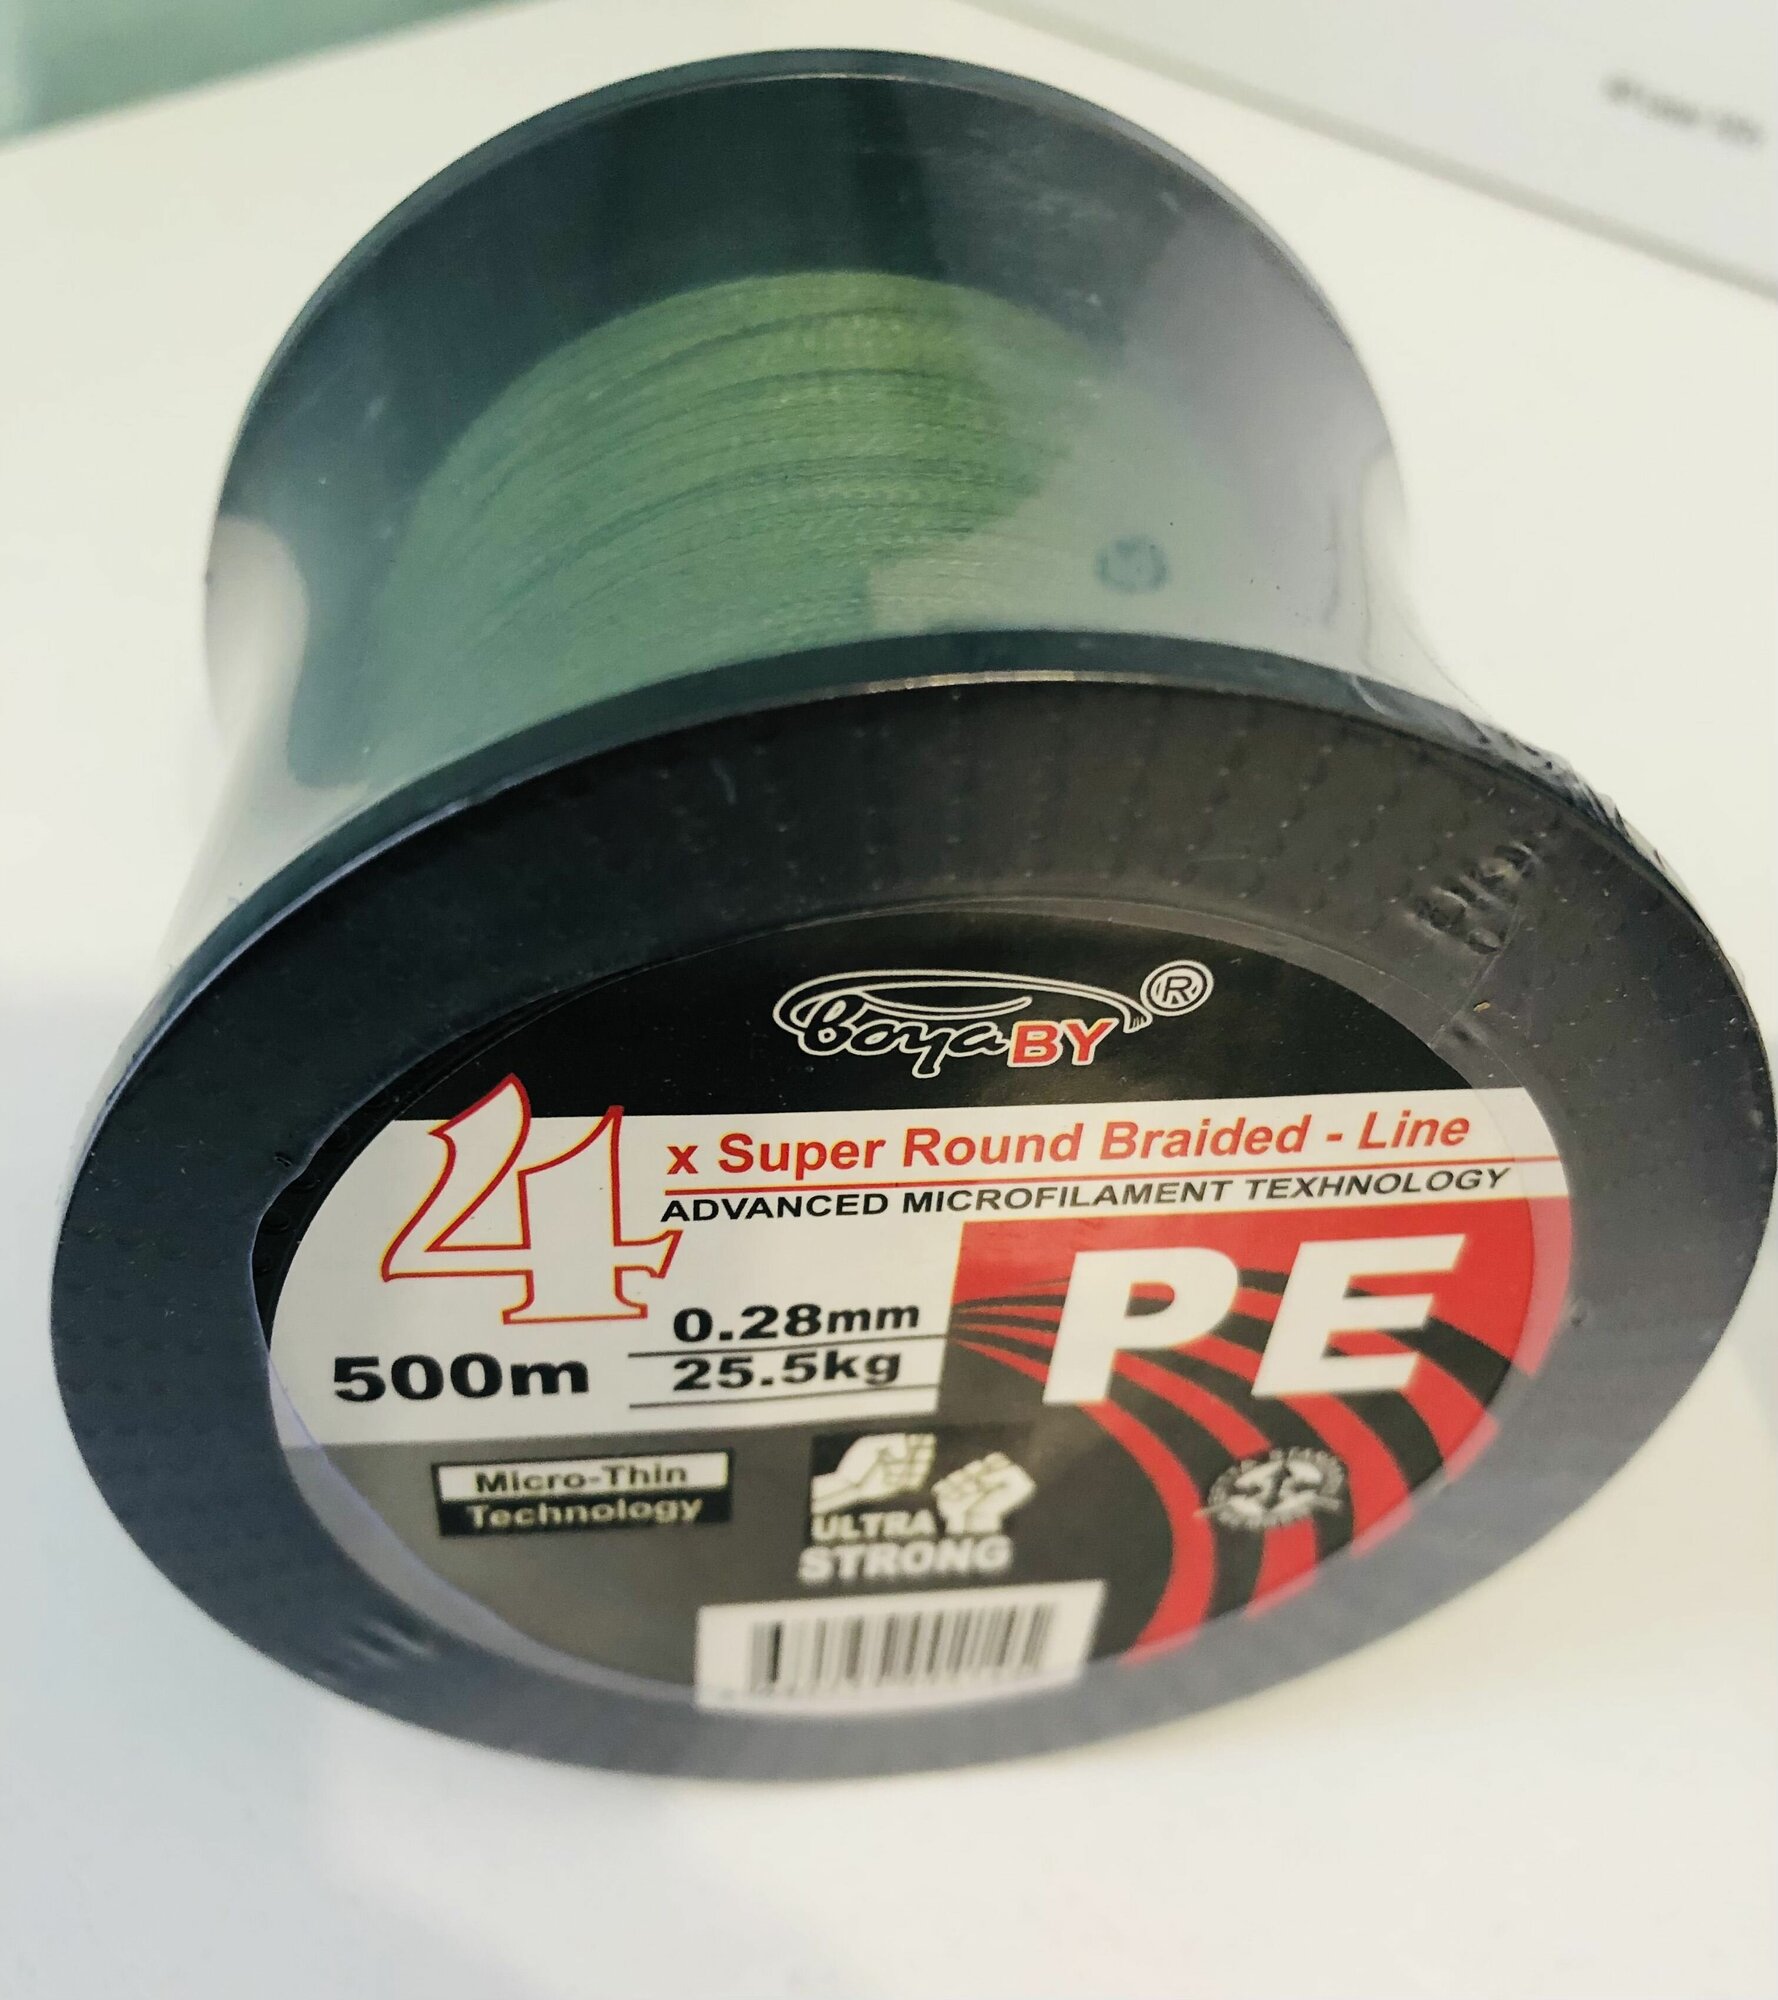 boyaBY®
4 x Super Round Braided - Line
ADVANCED MICROFILAMENT TEXHNOLOGY
PE
0.28mm
500m
25.5kg
Micro-Thin
Technology
ULTRA
STRONG